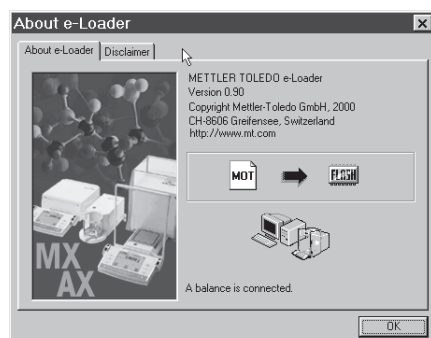 About e-Loader
About e-Loader Disclaimer
METTLER TOLEDO e-Loader
Version 0.90
Copyright Mettler-Toledo GmbH, 2000
CH-8606 Greifensee, Switzerland
http://www.mt.com
MOT FLASH
MX
AX
A balance is connected.
OK